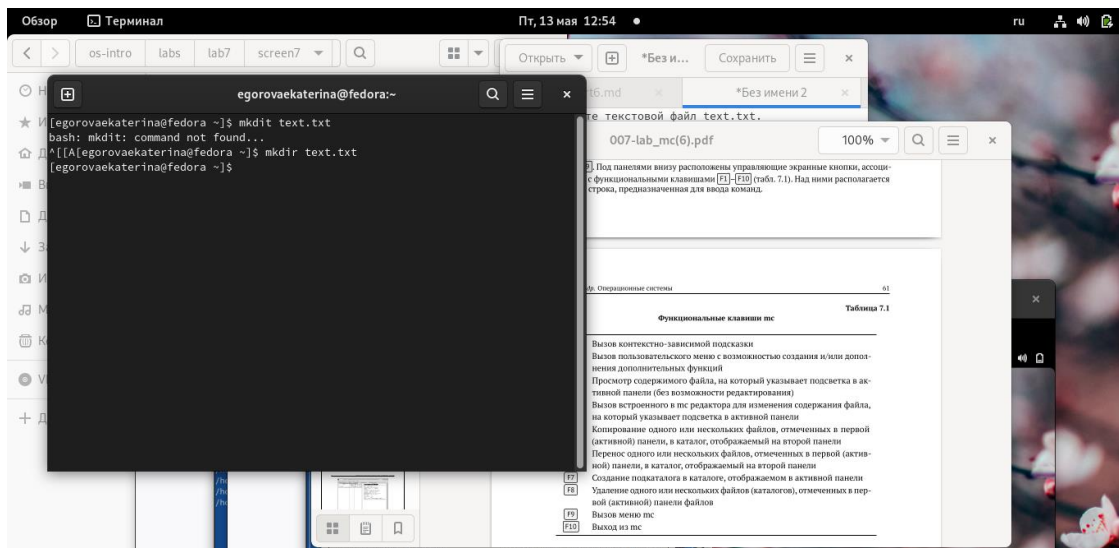 Обзор
Терминал
Пт, 13 мая 12:54
ru
os-intro
labs
lab7
screen7
Открыть
*Без и...
Сохранить
t6.md
*Без имени 2
те текстовой файл text.txt.
egorovaekaterina@fedora:~
[egorovaekaterina@fedora ~]$ mkdit text.txt
bash: mkdit: command not found...
^[[A[egorovaekaterina@fedora ~]$ mkdir text.txt
[egorovaekaterina@fedora ~]$
007-lab_mc(6).pdf
100%
. Под панелями внизу расположены управляющие экранные кнопки, ассоци-
с функциональными клавишами F1–F10 (табл. 7.1). Над ними располагается
строка, предназначенная для ввода команд.
др. Операционные системы
61
Таблица 7.1
Функциональные клавиши mc
Вызов контекстно-зависимой подсказки
Вызов пользовательского меню с возможностью создания и/или допол-
нения дополнительных функций
Просмотр содержимого файла, на который указывает подсветка в ак-
тивной панели (без возможности редактирования)
Вызов встроенного в mc редактора для изменения содержания файла,
на который указывает подсветка в активной панели
Копирование одного или нескольких файлов, отмеченных в первой
(активной) панели, в каталог, отображаемый на второй панели
Перенос одного или нескольких файлов, отмеченных в первой (актив-
ной) панели, в каталог, отображаемый на второй панели
F7 Создание подкаталога в каталоге, отображаемом в активной панели
F8 Удаление одного или нескольких файлов (каталогов), отмеченных в пер-
вой (активной) панели файлов
F9 Вызов меню mc
F10 Выход из mc